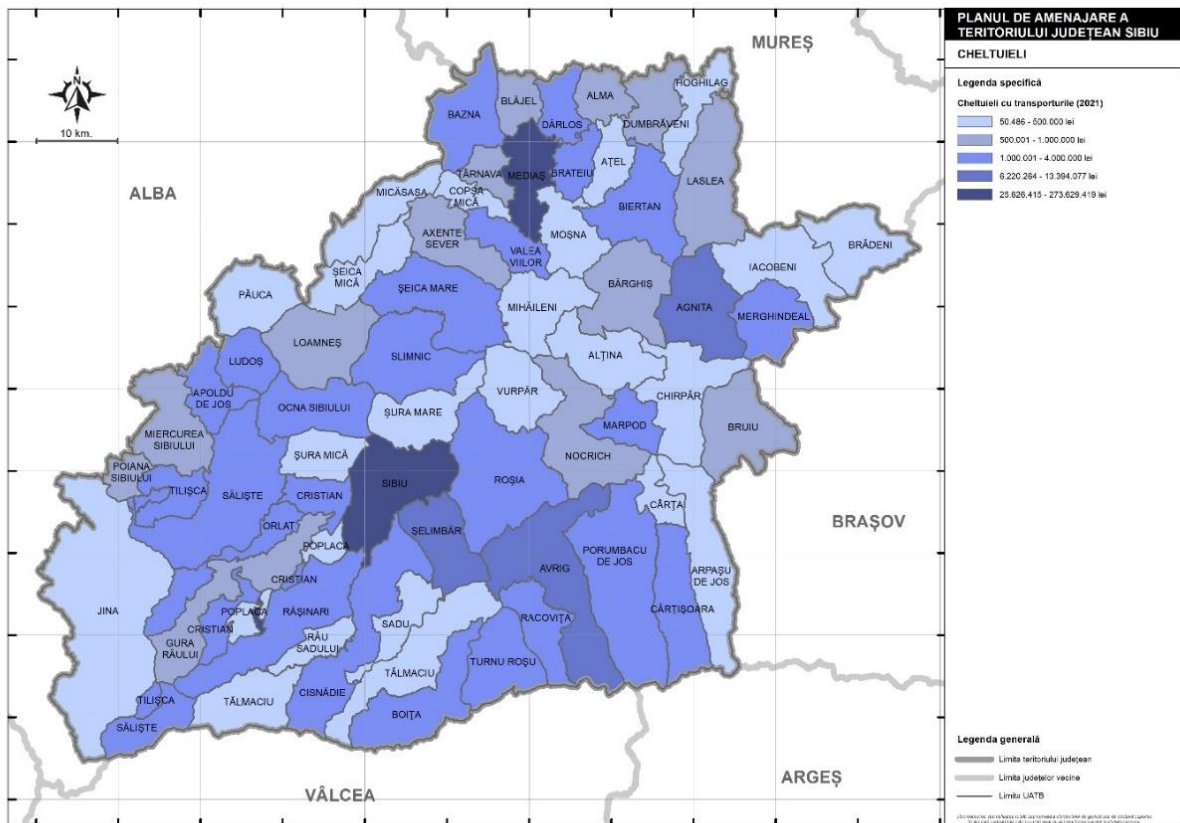 PLANUL DE AMENAJARE A
TERITORIULUI JUDEȚEAN SIBIU
CHELTUIELI
Legenda specifică
Cheltuieli cu transporturile (2021)
50.486 - 500.000 lei
500.001 - 1.000.000 lei
1.000.001 - 4.000.000 lei
6.220.264 - 13.394.077 lei
25.626.415 - 273.629.419 lei
N
10 km.
MUREȘ
ALBA
BRAȘOV
ARGEȘ
VÂLCEA
HOGHILAG
BLĂJEL
ALMA
BAZNA
DÂRLOS
DUMBRĂVENI
AȚEL
TÂRNAVA
MEDIAȘ
BRATEIU
LASLEA
MICĂSASA
COPȘA
MICĂ
BIERTAN
AXENTE
SEVER
MOȘNA
VALEA
VIILOR
BRĂDENI
IACOBENI
ȘEICA
MICĂ
ȘEICA MARE
BÂRGHIȘ
PĂUCA
MIHĂILENI
AGNITA
MERGHINDEAL
LOAMNEȘ
SLIMNIC
ALȚINA
LUDOȘ
APOLDU
DE JOS
OCNA SIBIULUI
VURPĂR
CHIRPĂR
ȘURA MARE
MARPOD
BRUIU
MIERCUREA
SIBIULUI
ȘURA MICĂ
NOCRICH
POIANA
SIBIULUI
TILIȘCA
SĂLIȘTE
CRISTIAN
SIBIU
ROȘIA
CÂRȚA
ORLAT
ȘELIMBĂR
POPLACA
PORUMBACU
DE JOS
AVRIG
ARPAȘU
DE JOS
CRISTIAN
JINA
POPLACA
RĂȘINARI
CÂRȚIȘOARA
CRISTIAN
SADU
RACOVIȚA
GURA
RÂULUI
RÂU
SADULUI
TĂLMACIU
TURNU ROȘU
TILIȘCA
TĂLMACIU
CISNĂDIE
BOIȚA
SĂLIȘTE
Legenda generală
Limita teritoriului județean
Limita județelor vecine
Limita UATB